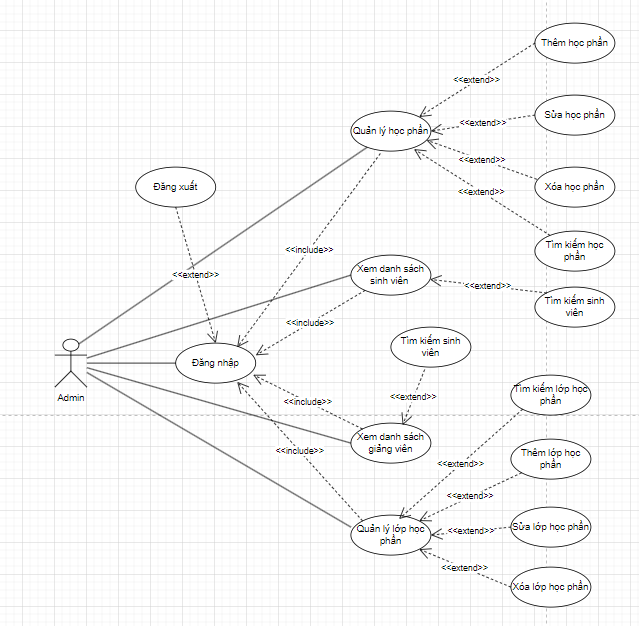 Thêm học phần
<<extend>>
Sửa học phần
<<extend>>
Quản lý học phần
<<extend>>
Xóa học phần
Đăng xuất
<<extend>>
<<include>>
Tìm kiếm học
phần
Xem danh sách
sinh viên
<<extend>>
<<extend>>
Tìm kiếm sinh
viên
<<include>>
Tìm kiếm sinh
viên
Đăng nhập
Admin
<<extend>>
Tìm kiếm lớp học
phần
<<include>>
Xem danh sách
giảng viên
<<include>>
Thêm lớp học
phần
<<extend>>
<<extend>>
Quản lý lớp học
phần
<<extend>>
Sửa lớp học phần
<<extend>>
Xóa lớp học phần